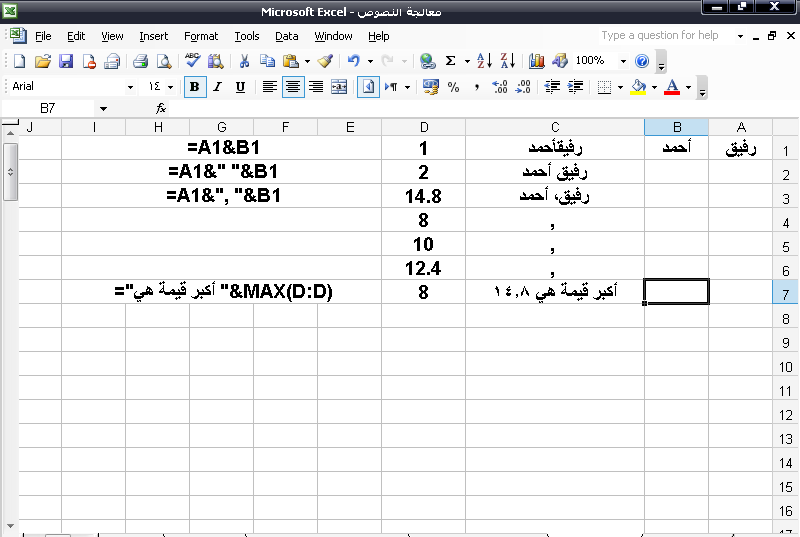 Microsoft Excel - معالجة النصوص
File Edit View Insert Format Tools Data Window Help Type a question for help
100%
Arial 14 B I U
B7 fx
A B C D E F G H I J
1 رفيق أحمد رفيقأحمد 1 =A1&B1
2 رفيق أحمد 2 =A1&" "&B1
3 رفيق، أحمد 14.8 =A1&", "&B1
4 , 8
5 , 10
6 , 12.4
7 أكبر قيمة هي ١٤,٨ 8 ="أكبر قيمة هي "&MAX(D:D)
8
9
10
11
12
13
14
15
16
17